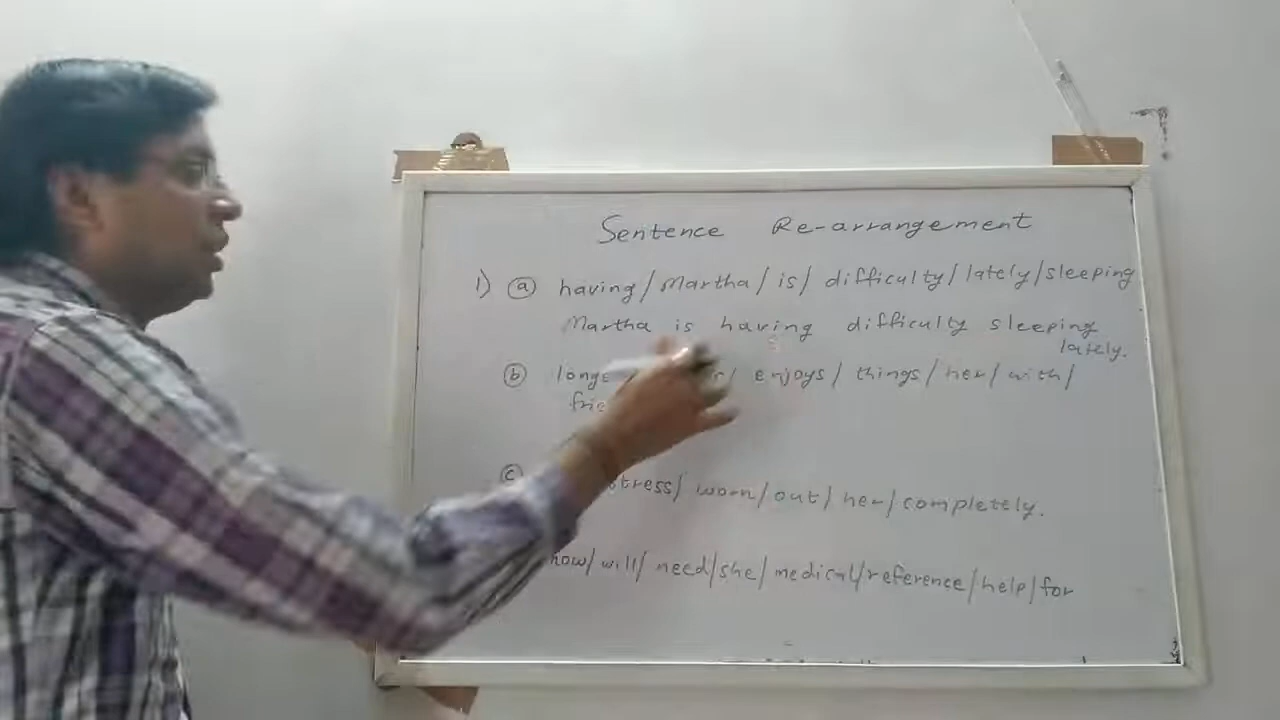 Sentence Re-arrangement
1) (a) having/Martha/is/difficulty/lately/sleeping
Martha is having difficulty sleeping
lately.
(b) enjoys/things/her/with/
(c) stress/worn/out/her/completely.
now/will/need/she/medical/reference/help/for